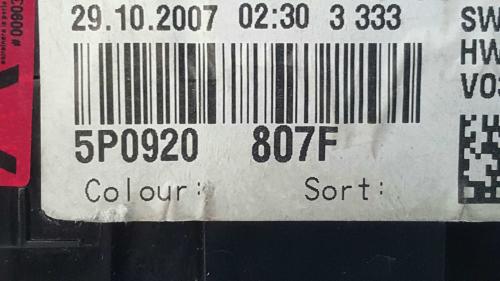 29.10.2007 02:30 3 333 SW
HW
5P0920 807F V03
Colour: Sort: